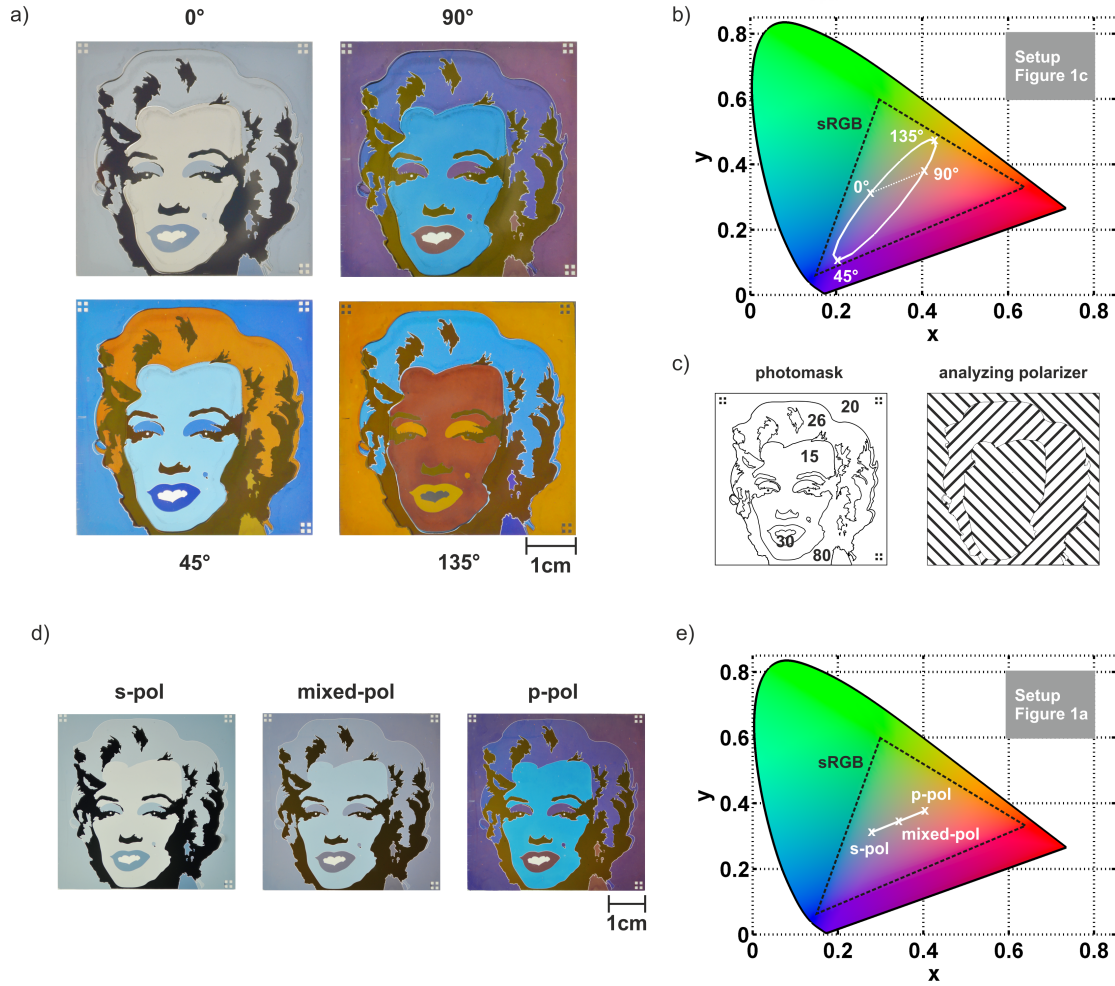 a)
0°
90°
45°
135°
1cm
b)
0.8
0.6
0.4
0.2
0
y
0
0.2
0.4
0.6
0.8
x
sRGB
135°
90°
0°
45°
Setup
Figure 1c
c)
photomask
analyzing polarizer
20
26
15
30
80
d)
s-pol
mixed-pol
p-pol
1cm
e)
0.8
0.6
0.4
0.2
0
y
0
0.2
0.4
0.6
0.8
x
sRGB
p-pol
mixed-pol
s-pol
Setup
Figure 1a